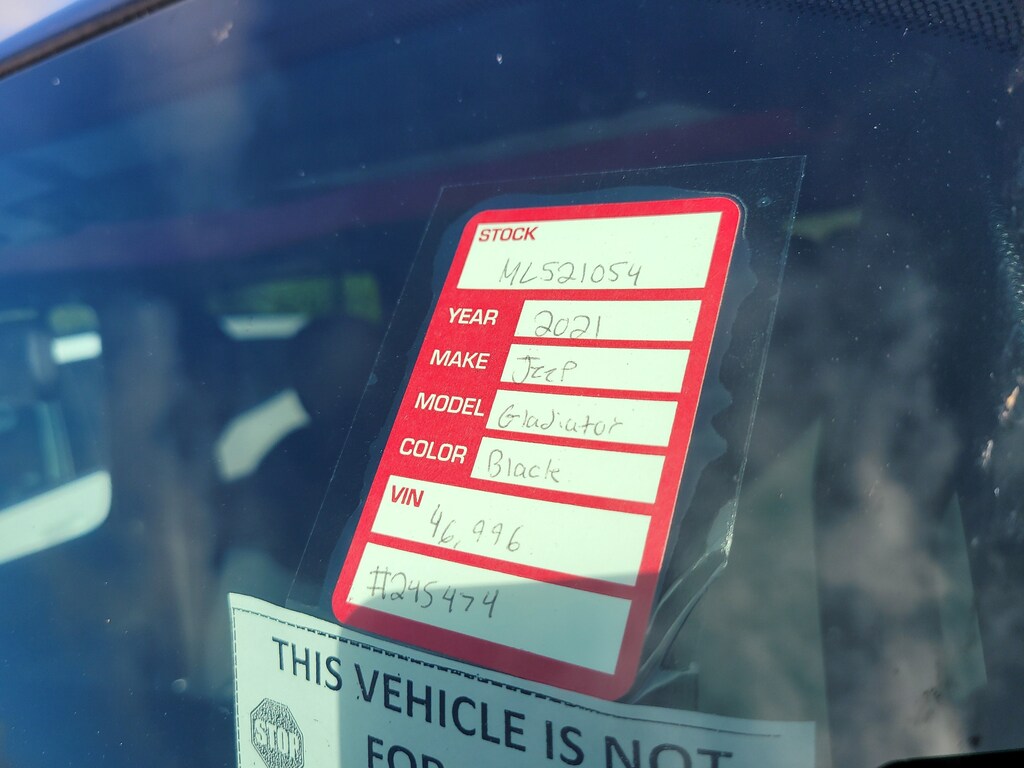 STOCK
ML521054
YEAR 2021
MAKE Jeep
MODEL Gladiator
COLOR Black
VIN
46,996
#245474
THIS VEHICLE IS NOT
STOP
FOR